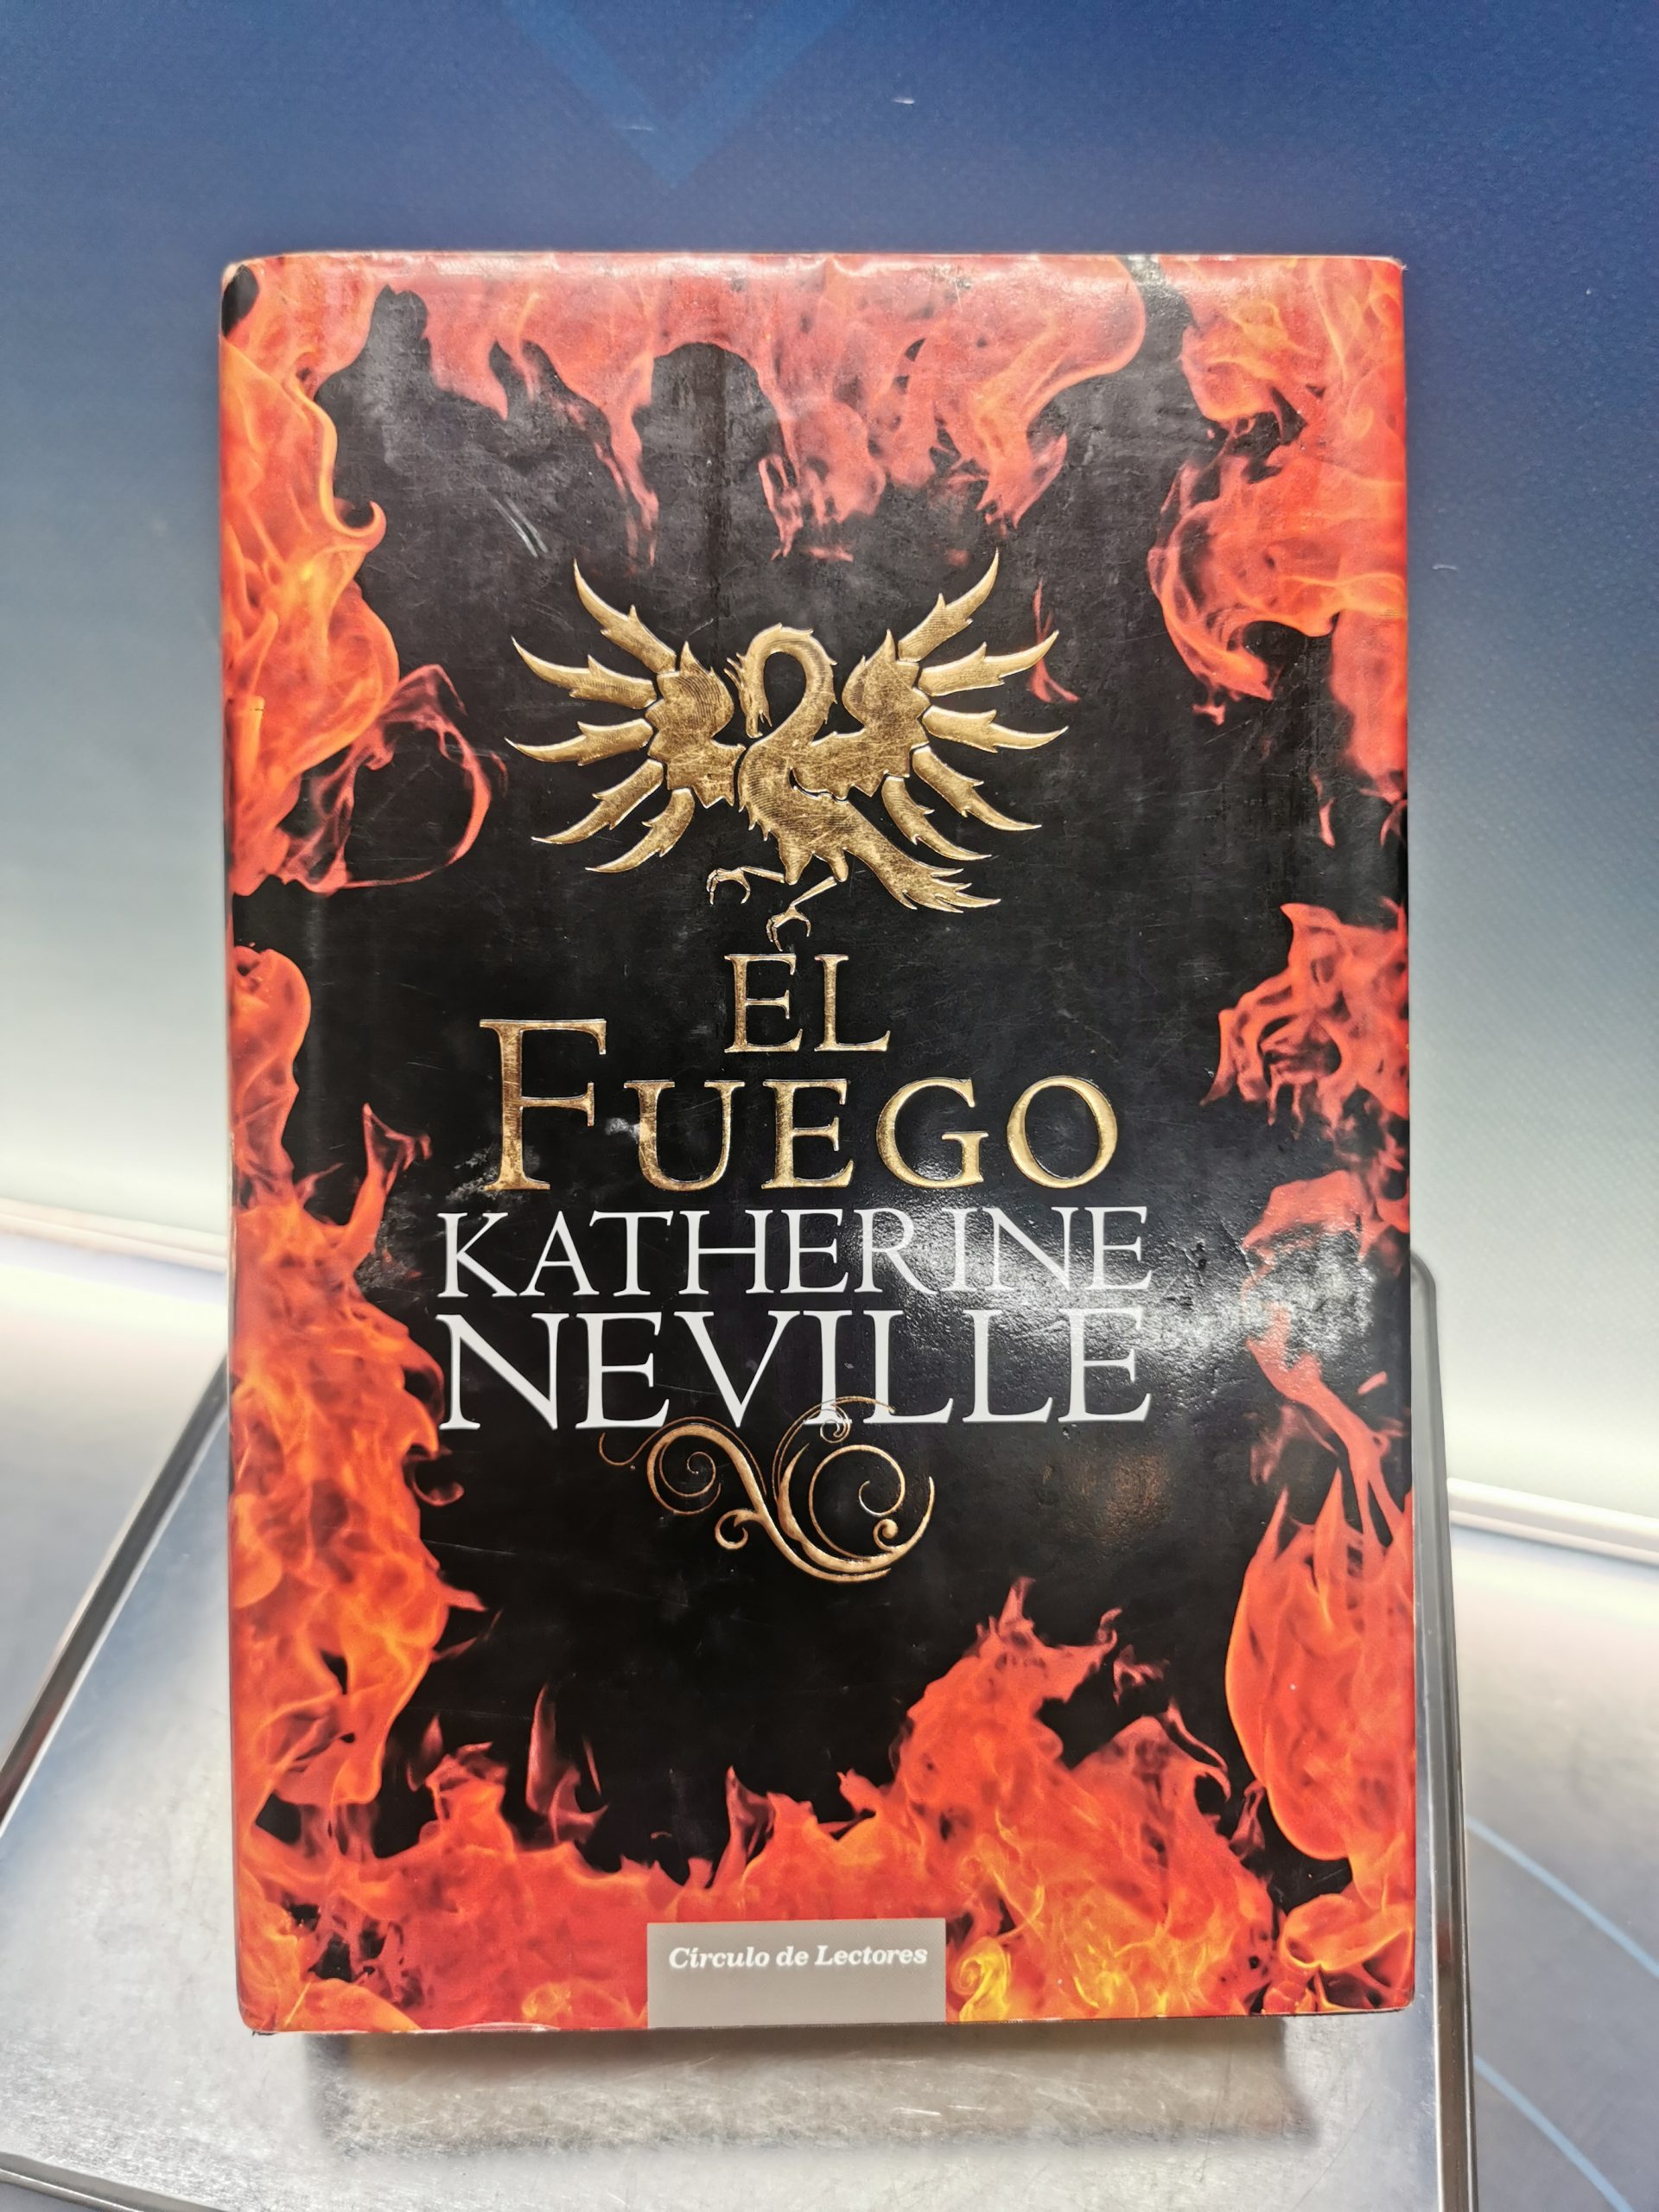 EL
FUEGO
KATHERINE
NEVILLE
Círculo de Lectores